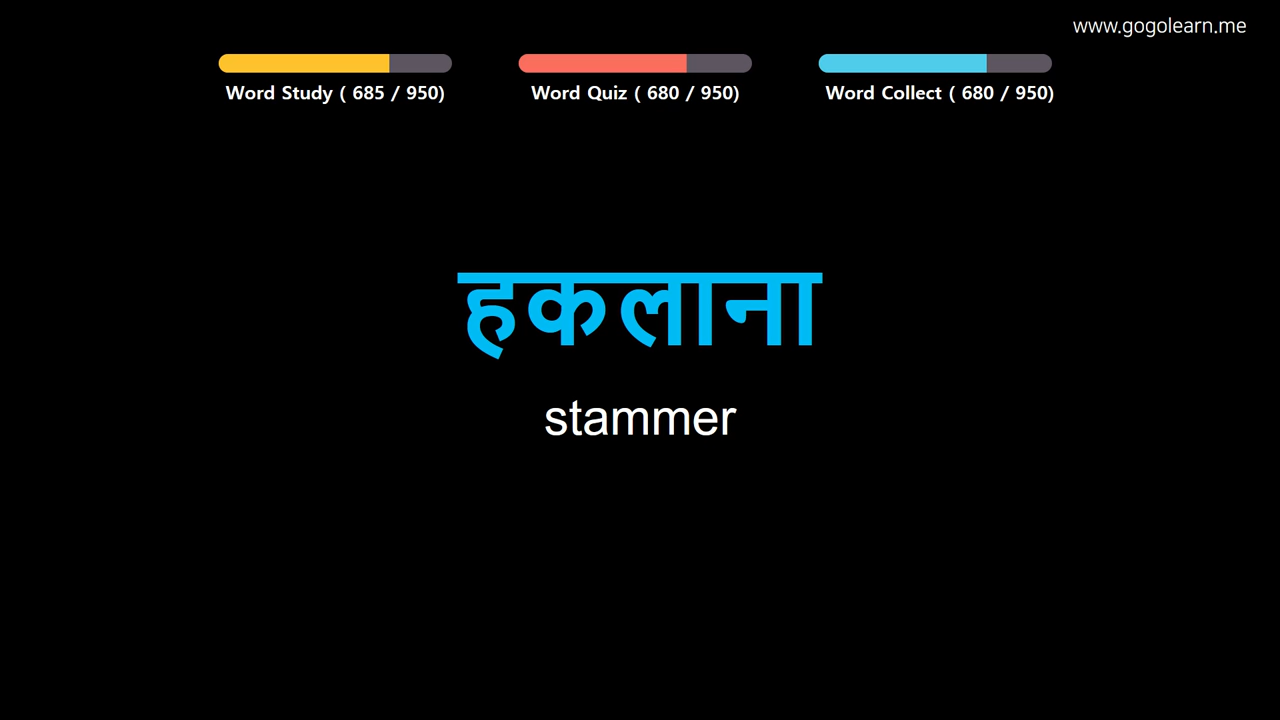 www.gogolearn.me
Word Study ( 685 / 950)
Word Quiz ( 680 / 950)
Word Collect ( 680 / 950)
हकलाना
stammer